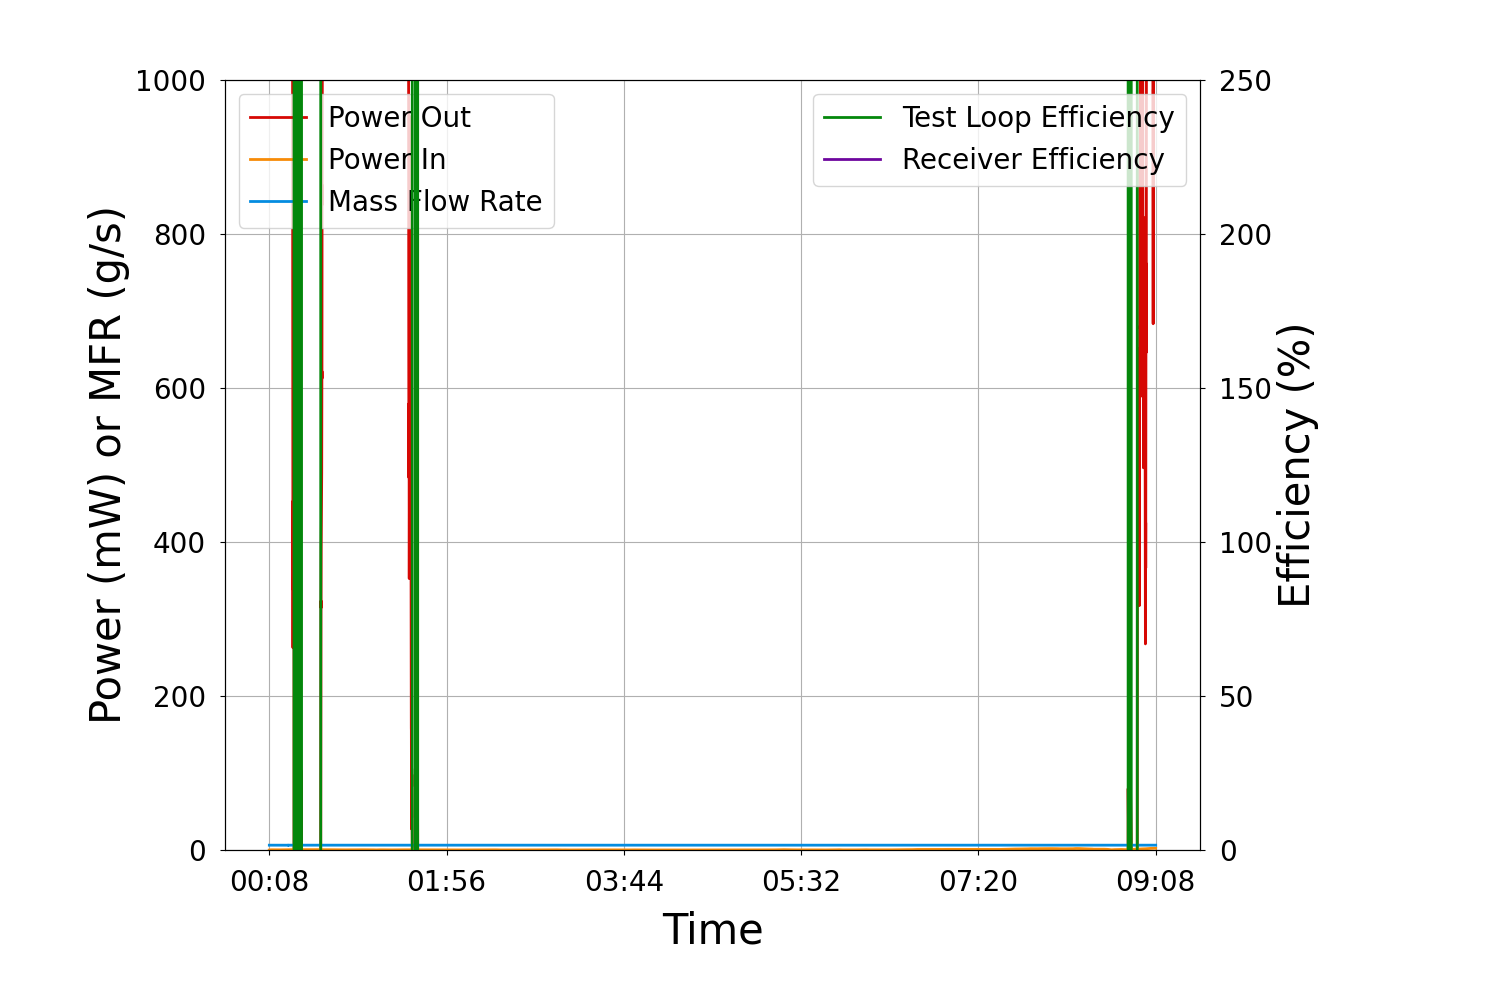 1000
800
600
400
200
0
Power (mW) or MFR (g/s)
Power Out
Power In
Mass Flow Rate
Test Loop Efficiency
Receiver Efficiency
250
200
150
100
50
0
Efficiency (%)
00:08 01:56 03:44 05:32 07:20 09:08
Time